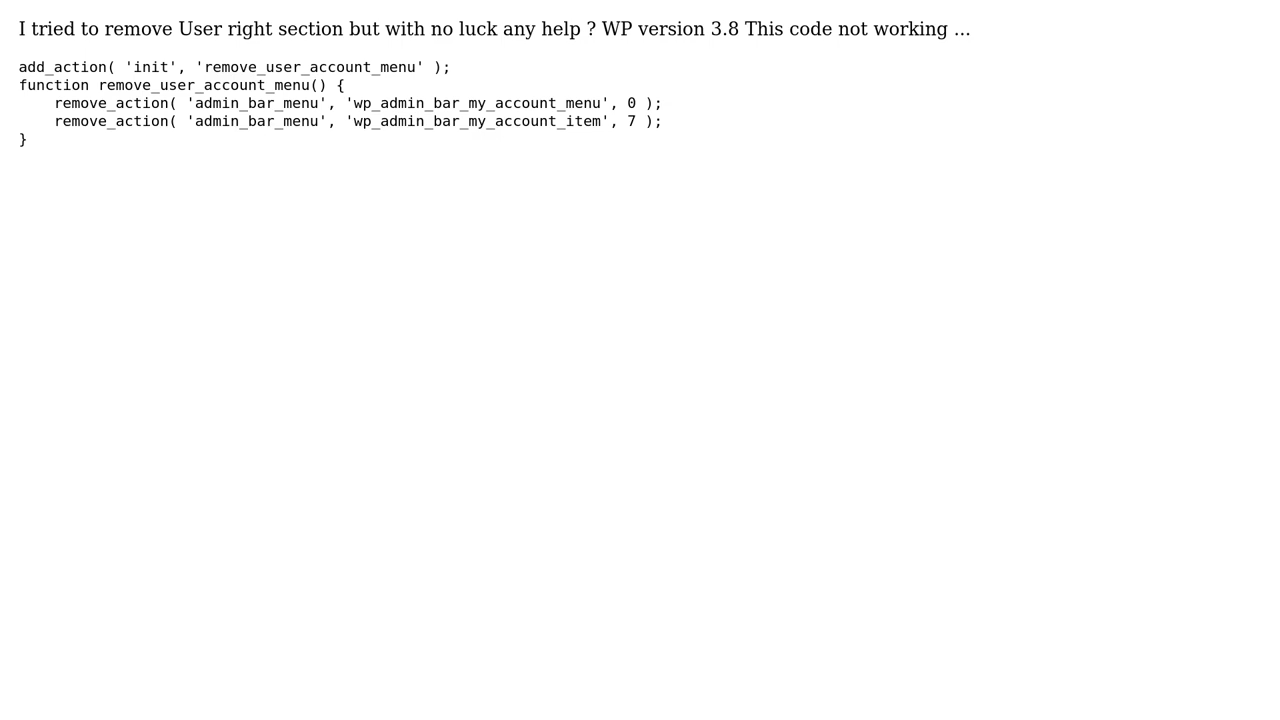 I tried to remove User right section but with no luck any help ? WP version 3.8 This code not working ...
add_action( 'init', 'remove_user_account_menu' );
function remove_user_account_menu() {
    remove_action( 'admin_bar_menu', 'wp_admin_bar_my_account_menu', 0 );
    remove_action( 'admin_bar_menu', 'wp_admin_bar_my_account_item', 7 );
}